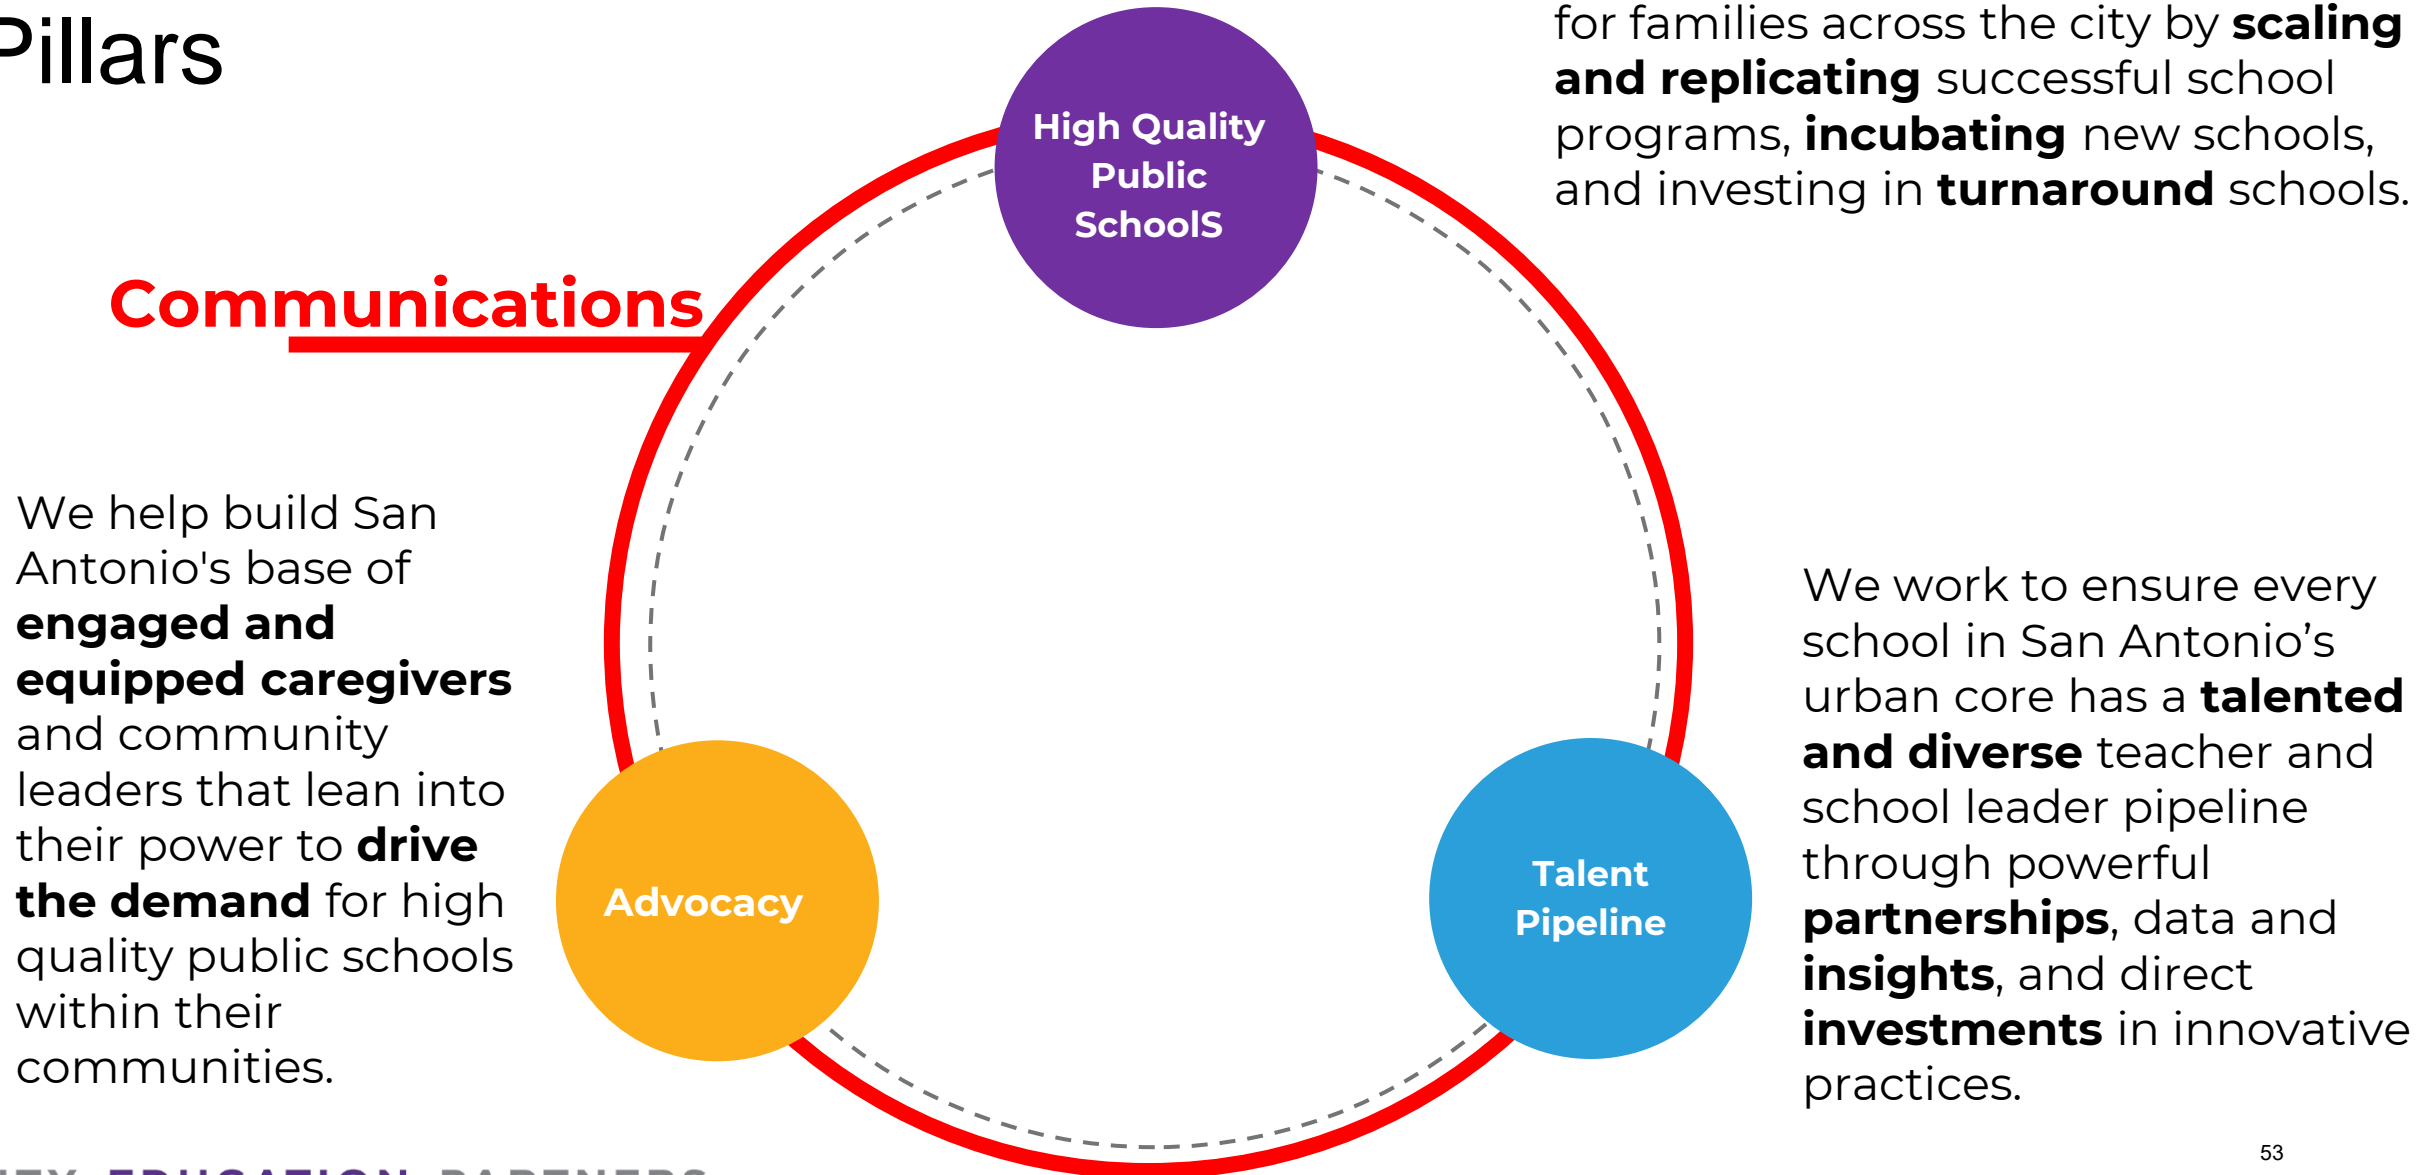 Pillars
for families across the city by scaling
and replicating successful school
programs, incubating new schools,
and investing in turnaround schools.
High Quality
Public
SchoolS
Communications
We help build San
Antonio's base of
engaged and
equipped caregivers
and community
leaders that lean into
their power to drive
the demand for high
quality public schools
within their
communities.
We work to ensure every
school in San Antonio’s
urban core has a talented
and diverse teacher and
school leader pipeline
through powerful
partnerships, data and
insights, and direct
investments in innovative
practices.
Advocacy
Talent
Pipeline
EDUCATION PARTNERS
53